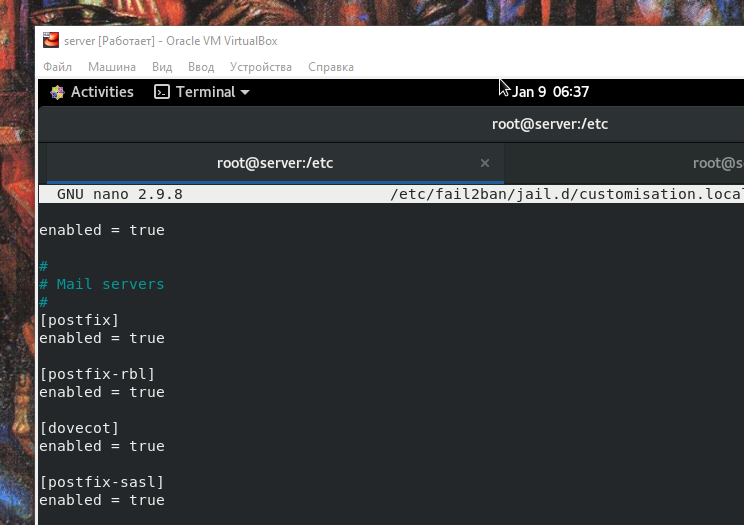 server [Работает] - Oracle VM VirtualBox
Файл Машина Вид Ввод Устройства Справка
Activities Terminal Jan 9 06:37
root@server:/etc
root@server:/etc × root@s
GNU nano 2.9.8 /etc/fail2ban/jail.d/customisation.local
enabled = true
#
# Mail servers
#
[postfix]
enabled = true
[postfix-rbl]
enabled = true
[dovecot]
enabled = true
[postfix-sasl]
enabled = true